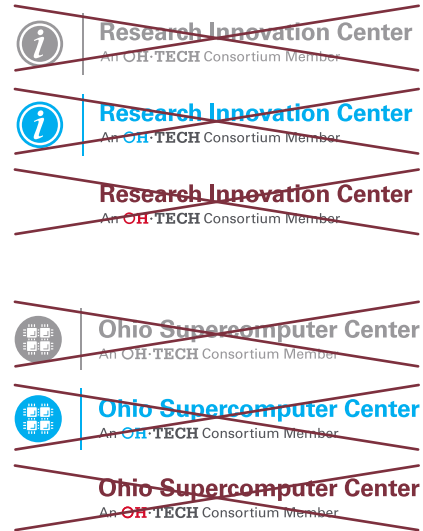 Research Innovation Center
An OH·TECH Consortium Member
Research Innovation Center
An OH·TECH Consortium Member
Research Innovation Center
An OH·TECH Consortium Member
Ohio Supercomputer Center
An OH·TECH Consortium Member
Ohio Supercomputer Center
An OH·TECH Consortium Member
Ohio Supercomputer Center
An OH·TECH Consortium Member